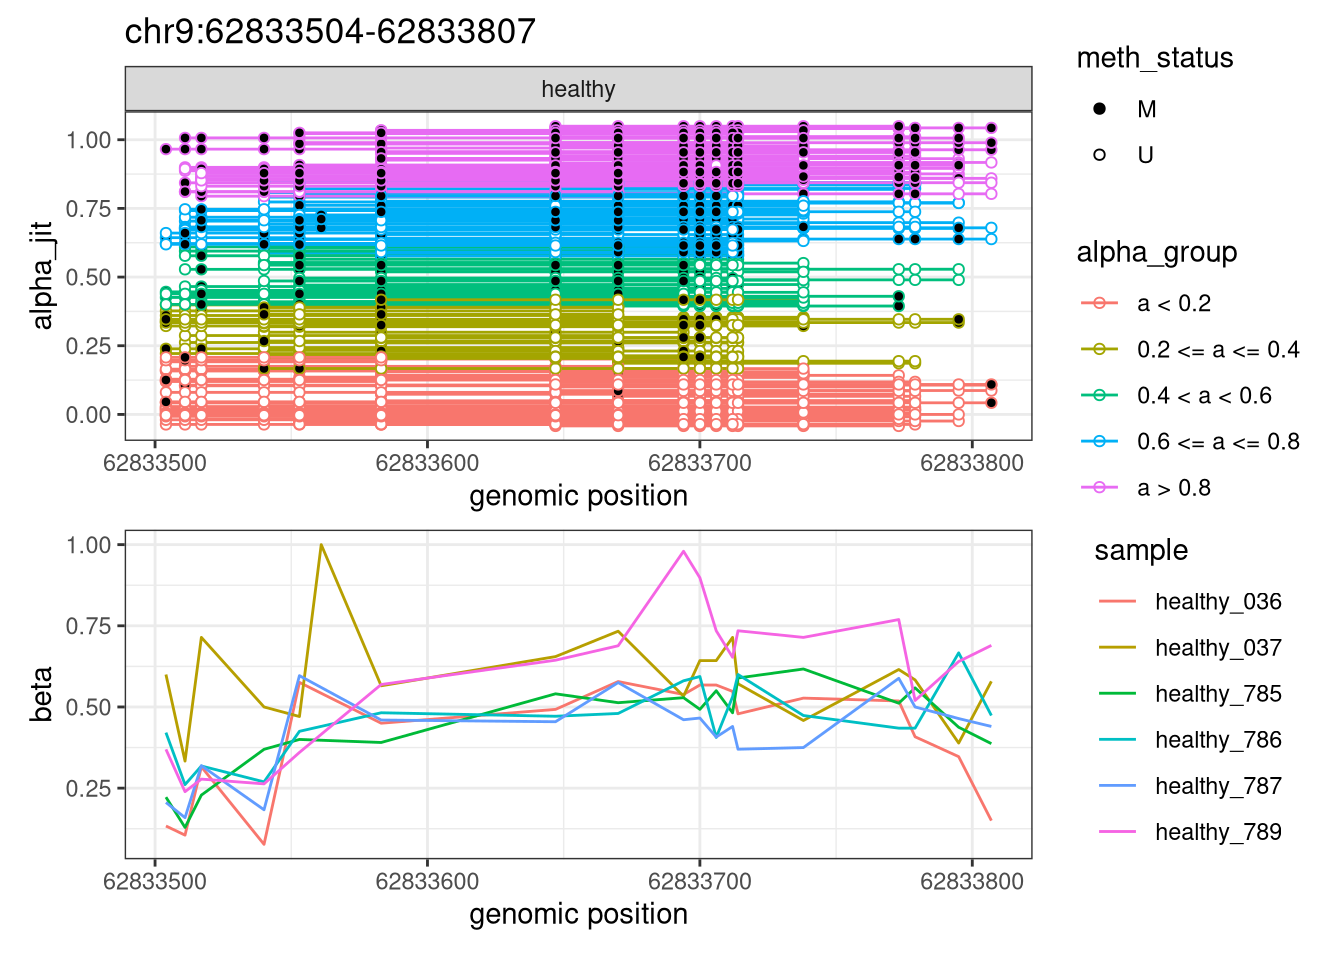 chr9:62833504-62833807
healthy
1.00
0.75
0.50
0.25
0.00
alpha_jit
62833500
62833600
62833700
62833800
genomic position
meth_status
M
U
alpha_group
a < 0.2
0.2 <= a <= 0.4
0.4 < a < 0.6
0.6 <= a <= 0.8
a > 0.8
1.00
0.75
0.50
0.25
beta
62833500
62833600
62833700
62833800
genomic position
sample
healthy_036
healthy_037
healthy_785
healthy_786
healthy_787
healthy_789